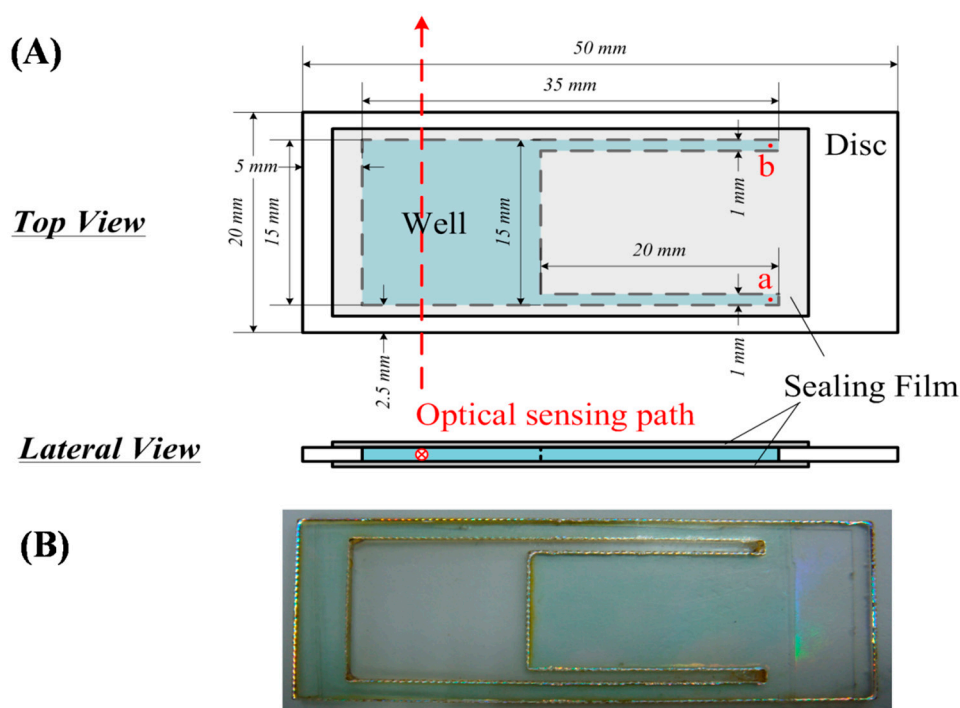 (A)
50 mm
35 mm
Disc
b
5 mm
1 mm
Top View
20 mm
15 mm
Well
15 mm
20 mm
a
2.5 mm
1 mm
Sealing Film
Optical sensing path
Lateral View
(B)